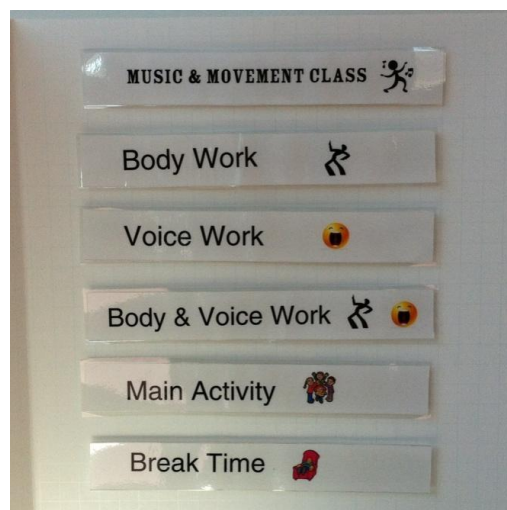 MUSIC & MOVEMENT CLASS
Body Work
Voice Work
Body & Voice Work
Main Activity
Break Time